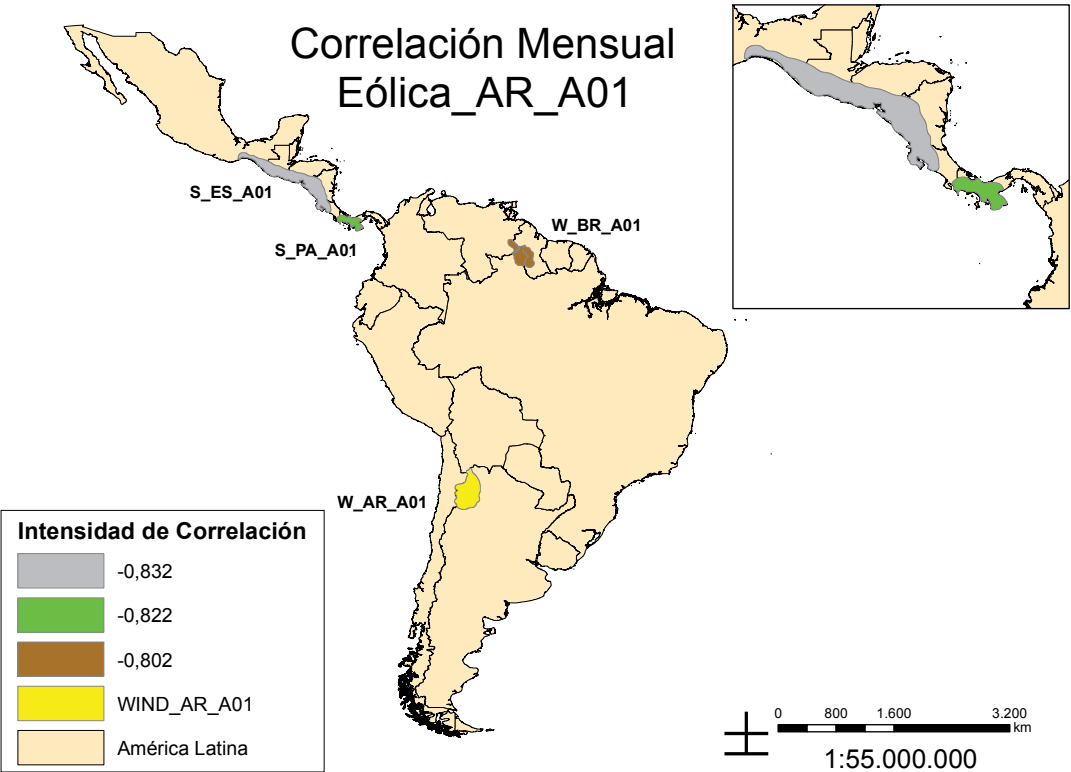 Correlación Mensual
Eólica_AR_A01
S_ES_A01
S_PA_A01
W_BR_A01
W_AR_A01
Intensidad de Correlación
-0,832
-0,822
-0,802
WIND_AR_A01
América Latina
0 800 1.600 3.200
km
1:55.000.000